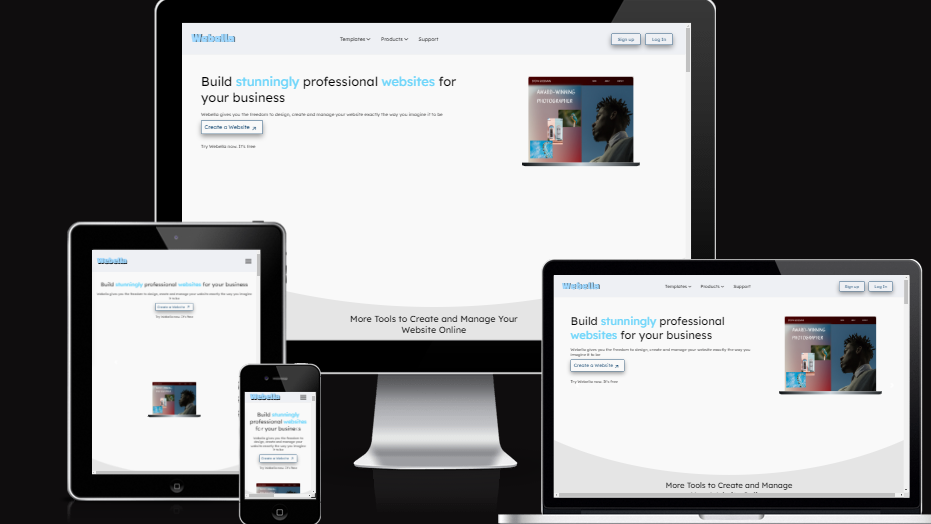 Webella
Templates Products Support
Sign up Log In
Build stunningly professional websites for
your business
Webella gives you the freedom to design, create and manage your website exactly the way you imagine it to be
Create a Website
Try Webella now. It's free
AWARD-WINNING
PHOTOGRAPHER
More Tools to Create and Manage Your
Website Online
Webella
Build stunningly professional websites for your business
Webella gives you the freedom to design, create and manage your website exactly the way you imagine
it to be
Create a Website
Try Webella now. It's free
Webella
Build stunningly
professional websites
for your business
Webella gives you the freedom to
design, create and manage your
website exactly the way you imagine
it to be
Create a Website
Try Webella now. It's free
Webella
Templates Products Support
Sign up Log In
Build stunningly professional
websites for your business
Webella gives you the freedom to design, create and manage your website exactly the way you
imagine it to be
Create a Website
Try Webella now. It's free
AWARD-WINNING
PHOTOGRAPHER
More Tools to Create and Manage